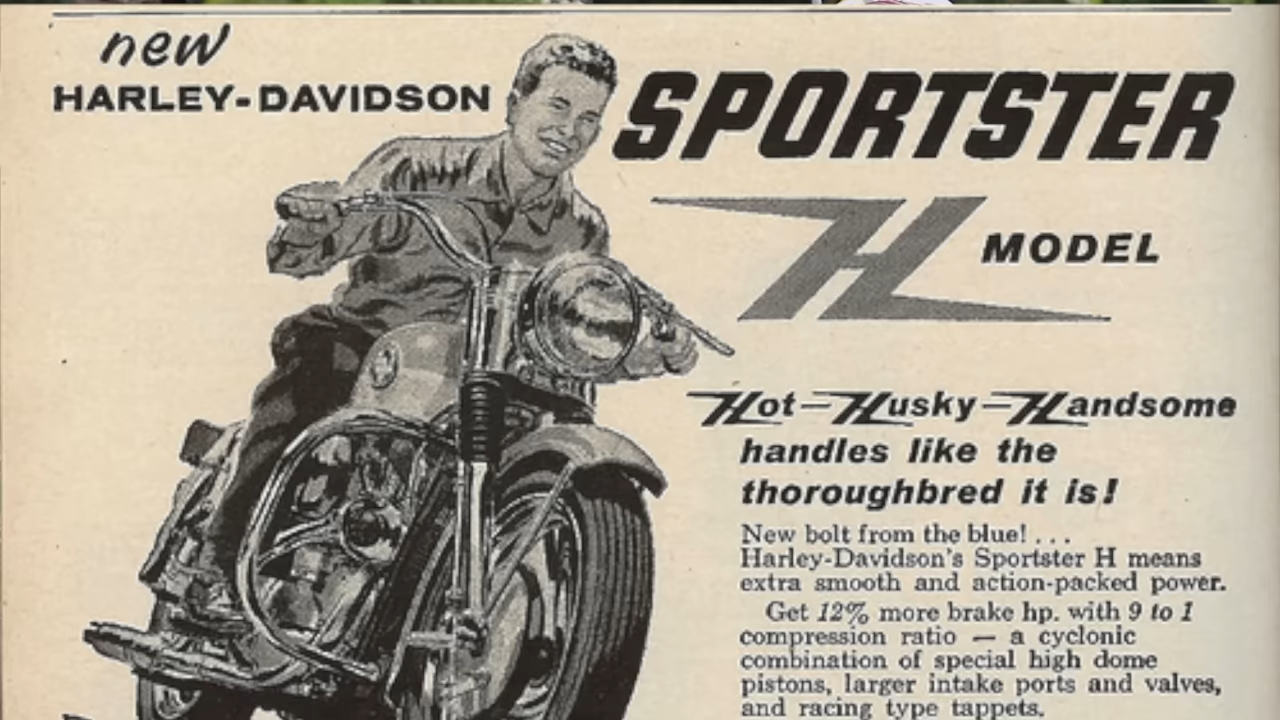 new
HARLEY-DAVIDSON
SPORTSTER
H MODEL
Hot-Husky-Handsome
handles like the
thoroughbred it is!
New bolt from the blue! . . .
Harley-Davidson's Sportster H means
extra smooth and action-packed power.
Get 12% more brake hp. with 9 to 1
compression ratio — a cyclonic
combination of special high dome
pistons, larger intake ports and valves,
and racing type tappets.